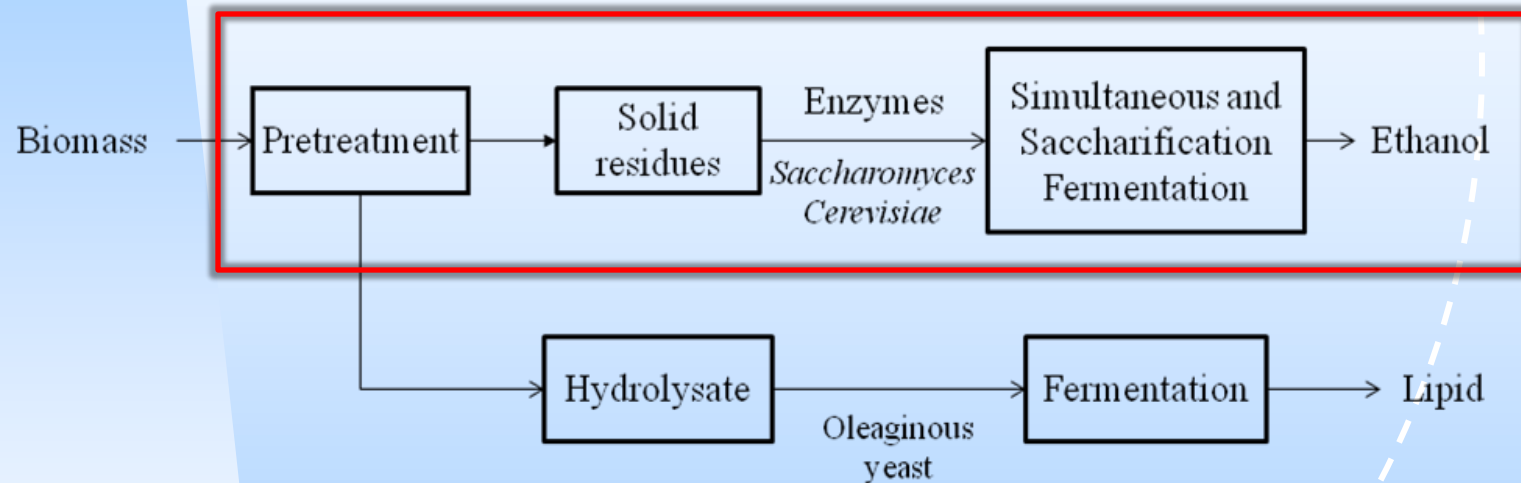 Biomass
Pretreatment
Solid
residues
Enzymes
Saccharomyces
Cerevisiae
Simultaneous and
Saccharification
Fermentation
Ethanol
Hydrolysate
Oleaginous
yeast
Fermentation
Lipid